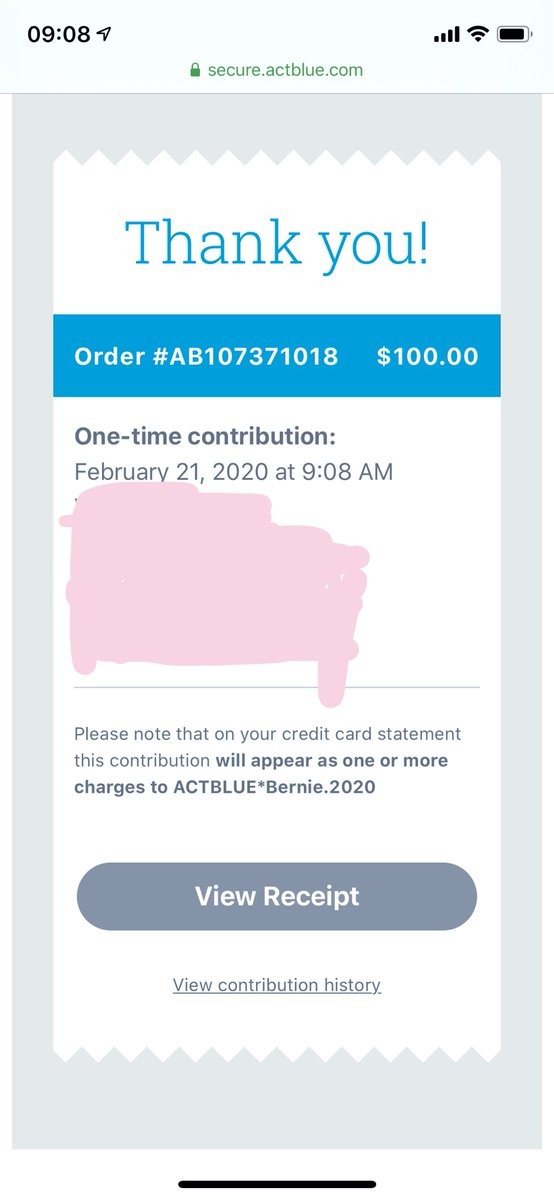 09:08
secure.actblue.com
Thank you!
Order #AB107371018 $100.00
One-time contribution:
February 21, 2020 at 9:08 AM
Please note that on your credit card statement
this contribution will appear as one or more
charges to ACTBLUE*Bernie.2020
View Receipt
View contribution history